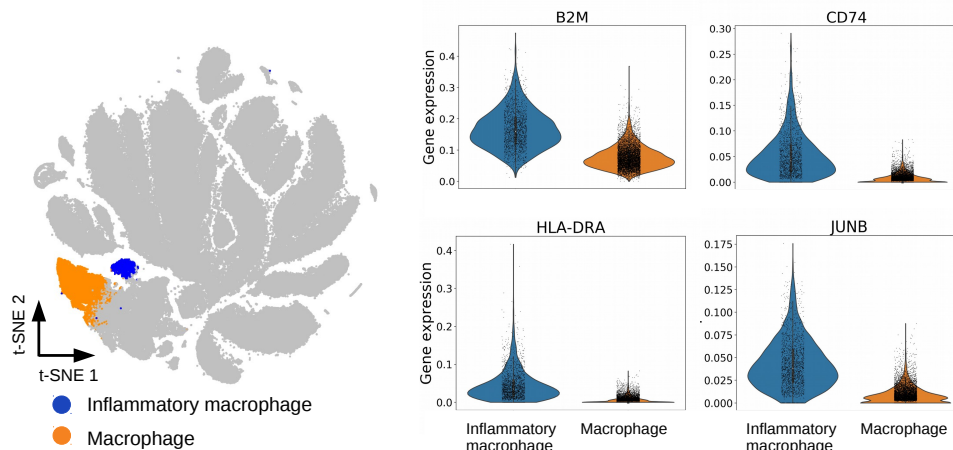 B2M
CD74
Gene expression
0.4
0.3
0.2
0.1
0.0
0.30
0.25
0.20
0.15
0.10
0.05
0.00
HLA-DRA
JUNB
Gene expression
0.4
0.3
0.2
0.1
0.0
0.175
0.150
0.125
0.100
0.075
0.050
0.025
0.000
t-SNE 2
t-SNE 1
Inflammatory macrophage
Macrophage
Inflammatory
macrophage
Macrophage
Inflammatory
macrophage
Macrophage